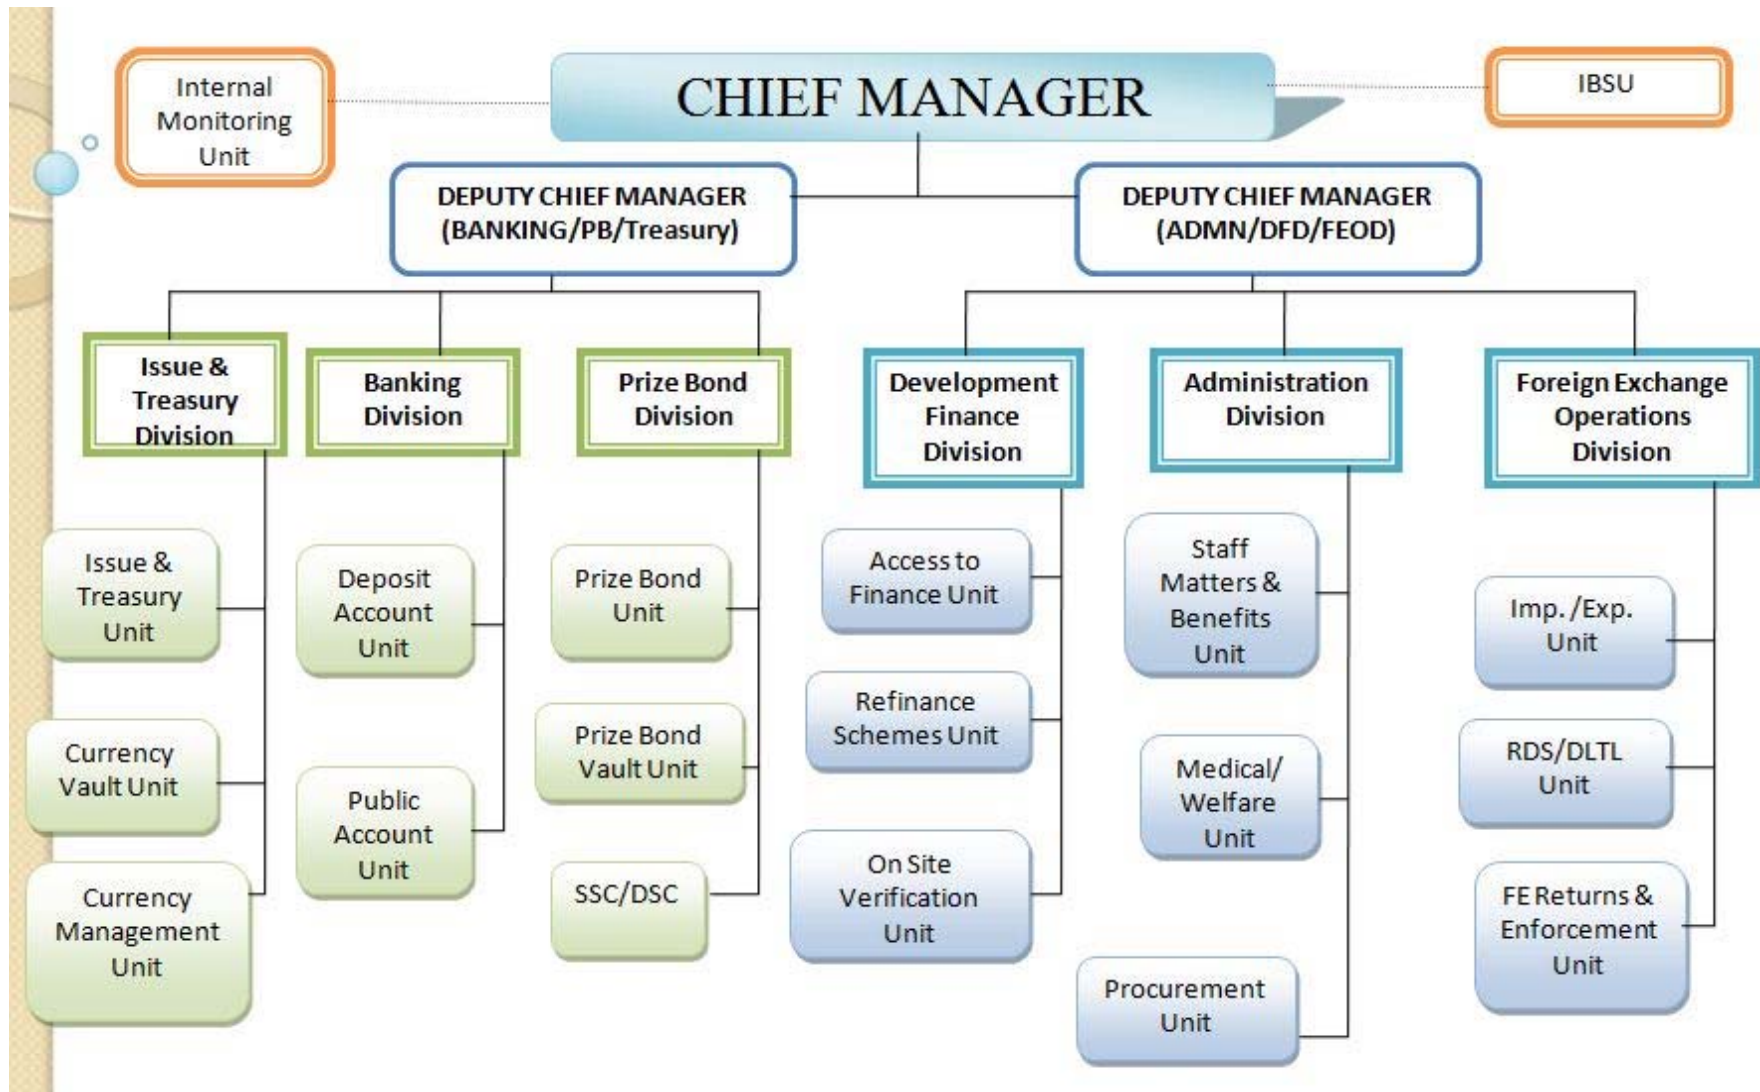 Internal
Monitoring
Unit
CHIEF MANAGER
IBSU
DEPUTY CHIEF MANAGER
(BANKING/PB/Treasury)
DEPUTY CHIEF MANAGER
(ADMN/DFD/FEOD)
Issue &
Treasury
Division
Banking
Division
Prize Bond
Division
Development
Finance
Division
Administration
Division
Foreign Exchange
Operations
Division
Issue &
Treasury
Unit
Currency
Vault Unit
Currency
Management
Unit
Deposit
Account
Unit
Public
Account
Unit
Prize Bond
Unit
Prize Bond
Vault Unit
SSC/DSC
Access to
Finance Unit
Refinance
Schemes Unit
On Site
Verification
Unit
Staff
Matters &
Benefits
Unit
Medical/
Welfare
Unit
Procurement
Unit
Imp. /Exp.
Unit
RDS/DLTL
Unit
FE Returns &
Enforcement
Unit